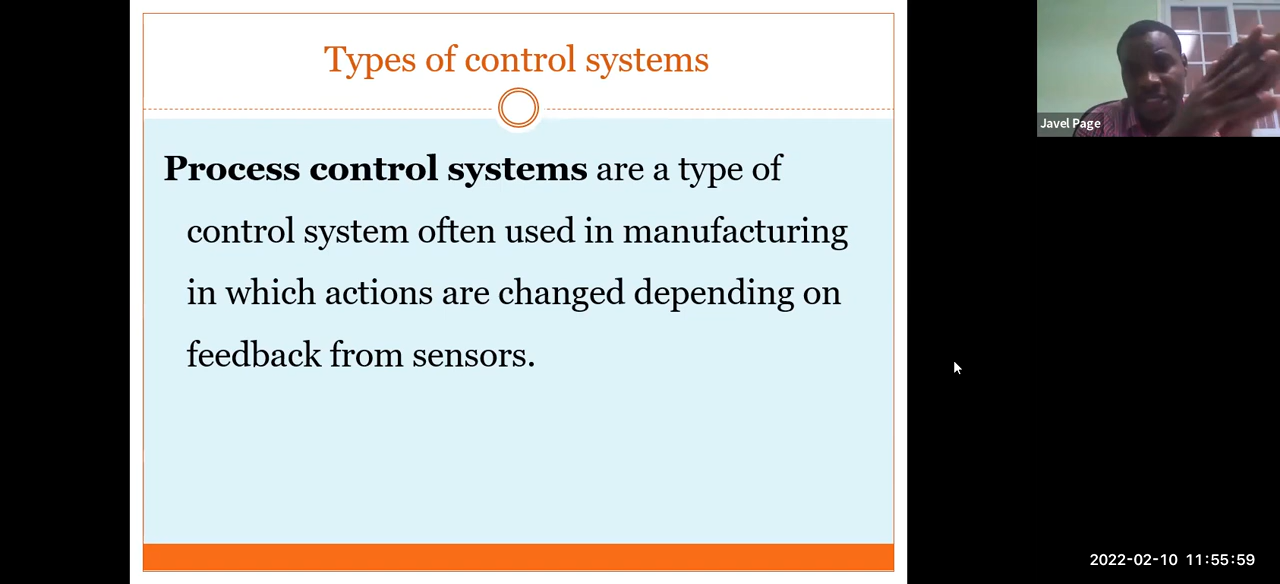 Types of control systems
Process control systems are a type of
control system often used in manufacturing
in which actions are changed depending on
feedback from sensors.
Javel Page
2022-02-10 11:55:59